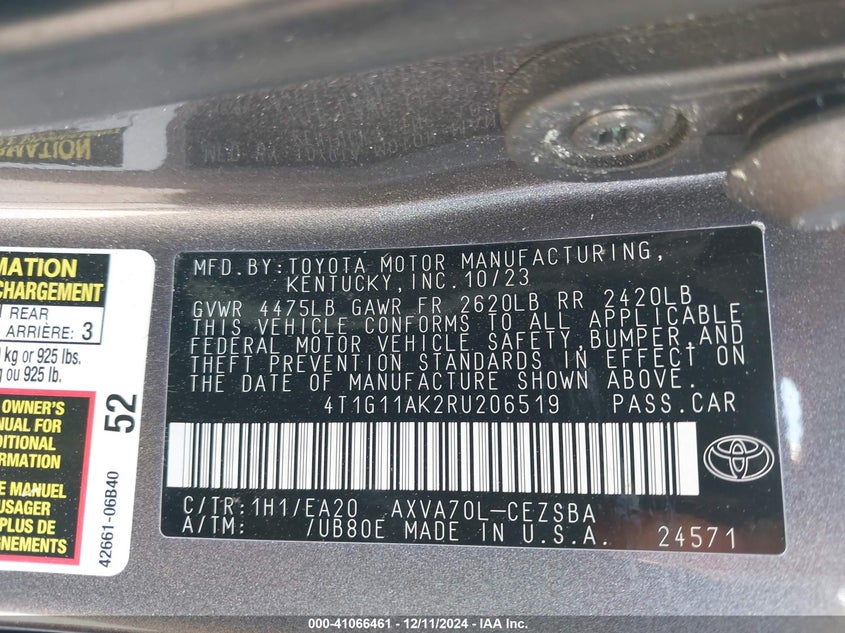 MFD.BY:TOYOTA MOTOR MANUFACTURING,
KENTUCKY,INC.10/23
GVWR 4475LB GAWR FR 2620LB RR 2420LB
THIS VEHICLE CONFORMS TO ALL APPLICABLE
FEDERAL MOTOR VEHICLE SAFETY,BUMPER,AND
THEFT PREVENTION STANDARDS IN EFFECT ON
THE DATE OF MANUFACTURE SHOWN ABOVE.
4T1G11AK2RU206519 PASS.CAR
C/TR:1H1/EA20 AXVA70L-CEZSBA
A/TM: /UB80E MADE IN U.S.A. 24571
MATION
CHARGEMENT
REAR
ARRIÈRE: 3
kg or 925 lbs.
ou 925 lb.
OWNER'S
MANUAL FOR
DITIONAL
FORMATION
LE MANUEL
USAGER
PLUS DE
GNEMENTS
52
42661-06B40
000-41066461 - 12/11/2024 - IAA Inc.